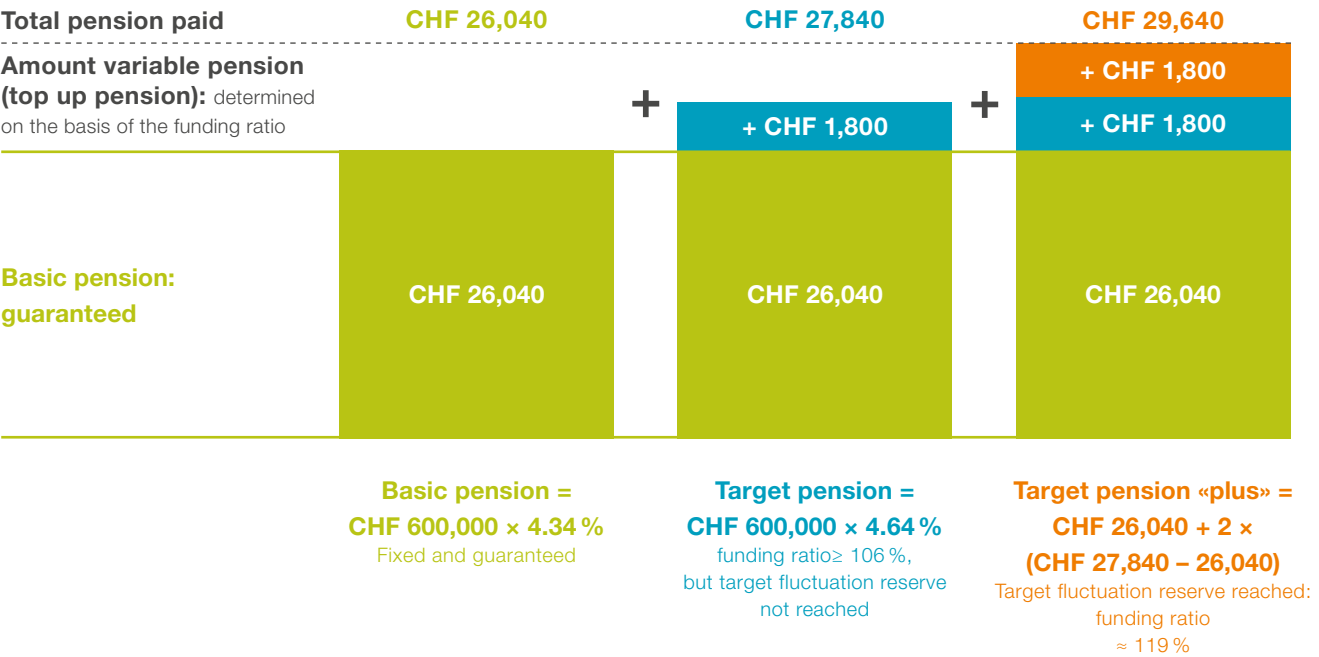 Total pension paid CHF 26,040 CHF 27,840 CHF 29,640
Amount variable pension
(top up pension): determined
on the basis of the funding ratio
+ + CHF 1,800 + + CHF 1,800
+ CHF 1,800
Basic pension:
guaranteed
CHF 26,040 CHF 26,040 CHF 26,040
Basic pension =
CHF 600,000 × 4.34 %
Fixed and guaranteed
Target pension =
CHF 600,000 × 4.64 %
funding ratio≥ 106 %,
but target fluctuation reserve
not reached
Target pension «plus» =
CHF 26,040 + 2 ×
(CHF 27,840 – 26,040)
Target fluctuation reserve reached:
funding ratio
≈ 119 %